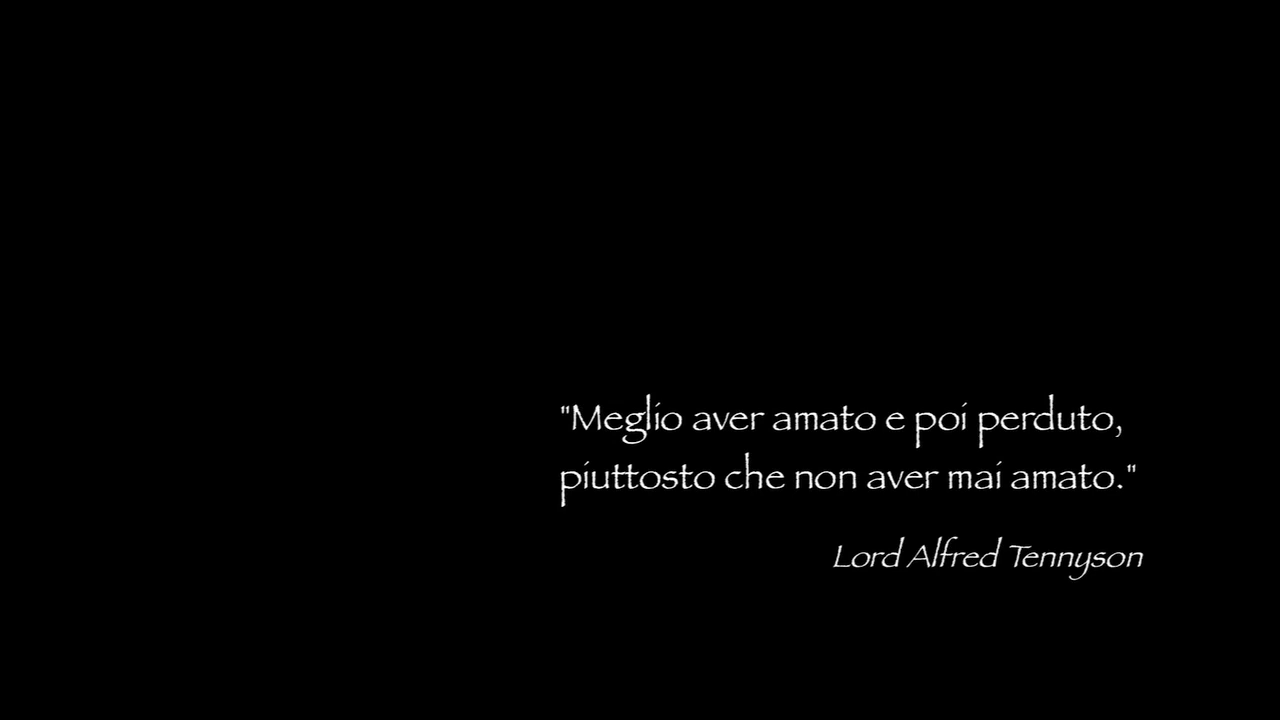 "Meglio aver amato e poi perduto,
piuttosto che non aver mai amato."
Lord Alfred Tennyson